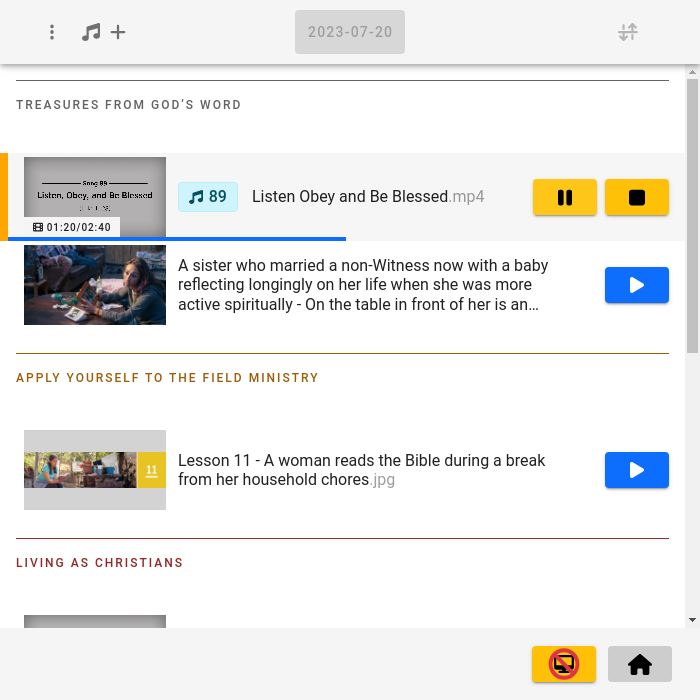 2023-07-20
TREASURES FROM GOD'S WORD
Song 89
Listen, Obey, and Be Blessed
01:20/02:40
89
Listen Obey and Be Blessed.mp4
A sister who married a non-Witness now with a baby
reflecting longingly on her life when she was more
active spiritually - On the table in front of her is an…
APPLY YOURSELF TO THE FIELD MINISTRY
11
Lesson 11 - A woman reads the Bible during a break
from her household chores.jpg
LIVING AS CHRISTIANS